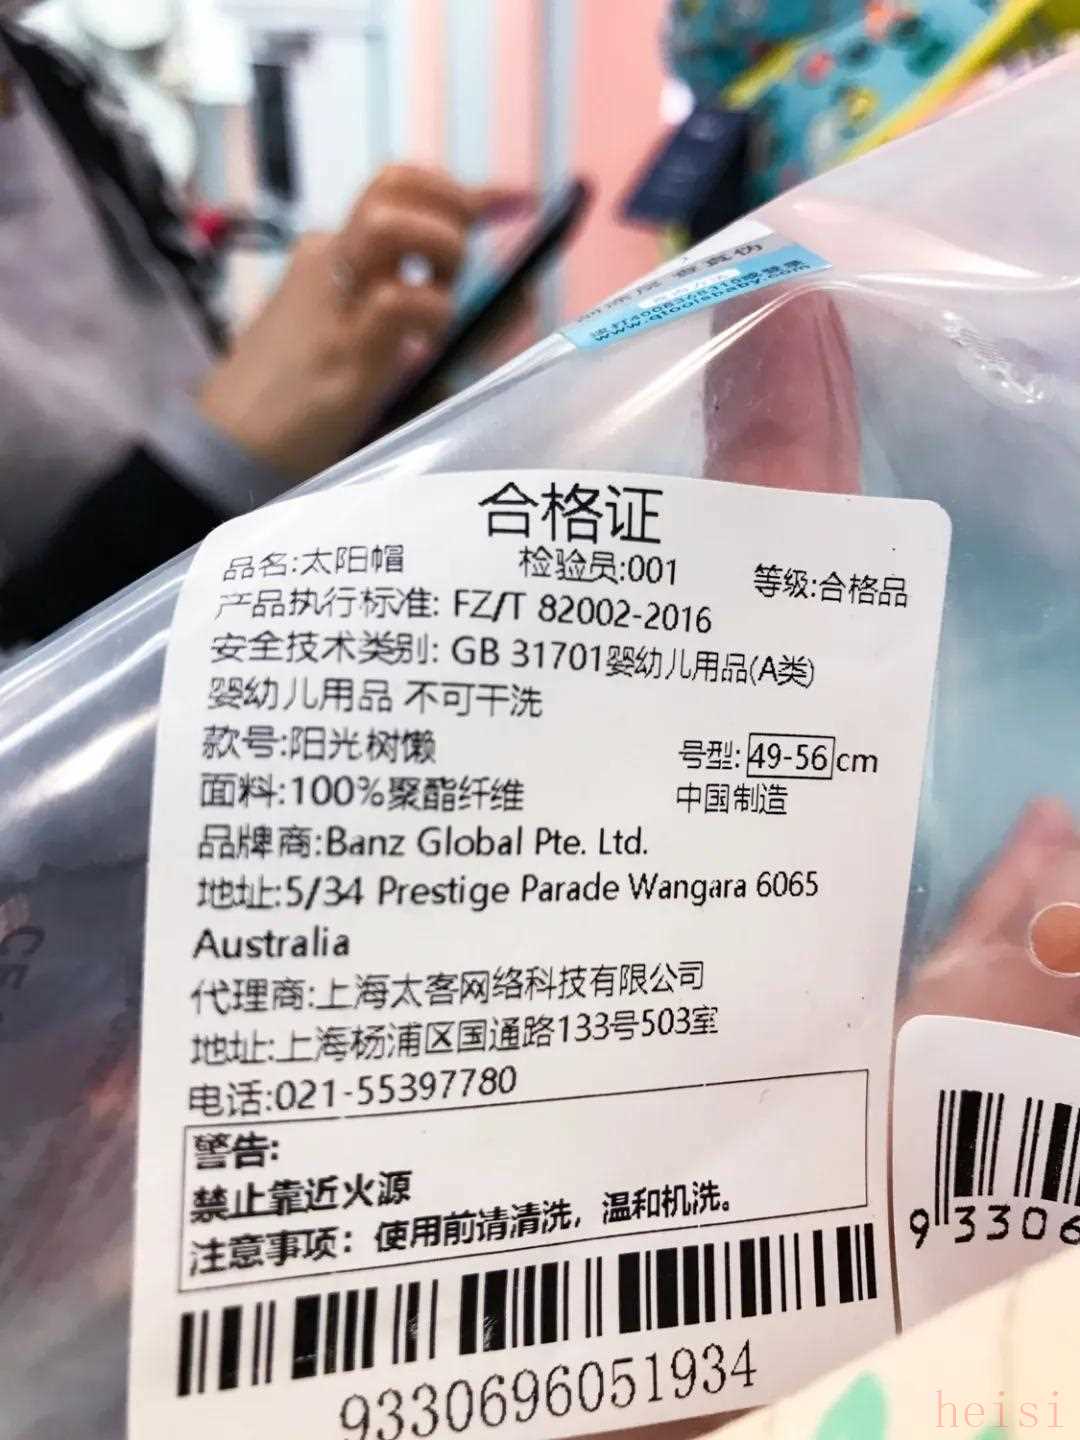 查真伪
www.qtoolsbaby.com
合格证
品名:太阳帽 检验员:001 等级:合格品
产品执行标准: FZ/T 82002-2016
安全技术类别: GB 31701婴幼儿用品(A类)
婴幼儿用品 不可干洗
款号:阳光树懒 号型: 49-56 cm
面料:100%聚酯纤维 中国制造
品牌商:Banz Global Pte. Ltd.
地址:5/34 Prestige Parade Wangara 6065
Australia
代理商:上海太客网络科技有限公司
地址:上海杨浦区国通路133号503室
电话:021-55397780
警告:
禁止靠近火源
注意事项：使用前请清洗，温和机洗。
9330696051934
93306
heisi